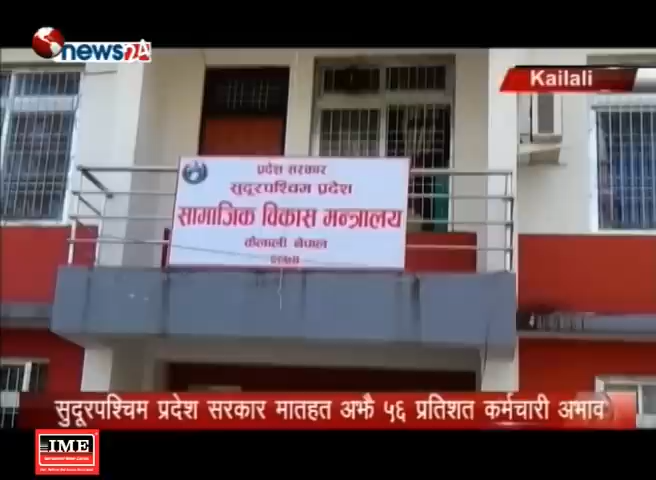 news24
Kailali
प्रदेश सरकार
सुदूरपश्चिम प्रदेश
सामाजिक विकास मन्त्रालय
कैलाली नेपाल
२०७४
सुदूरपश्चिम प्रदेश सरकार मातहत अझै ५६ प्रतिशत कर्मचारी अभाव
IME